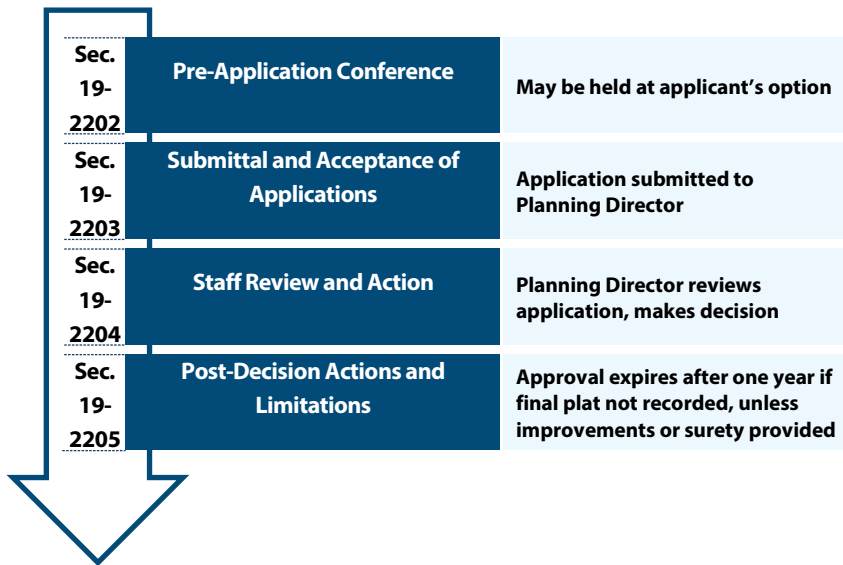 Sec.
19-
2202
Pre-Application Conference
May be held at applicant’s option
Sec.
19-
2203
Submittal and Acceptance of
Applications
Application submitted to
Planning Director
Sec.
19-
2204
Staff Review and Action
Planning Director reviews
application, makes decision
Sec.
19-
2205
Post-Decision Actions and
Limitations
Approval expires after one year if
final plat not recorded, unless
improvements or surety provided